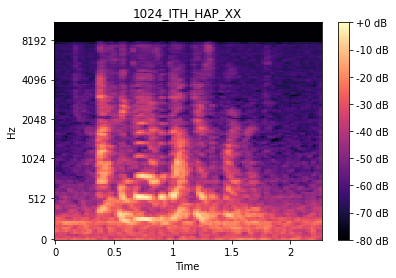 1024_ITH_HAP_XX
+0 dB
8192
-10 dB
4096
-20 dB
-30 dB
2048
-40 dB
Hz
1024
-50 dB
512
-60 dB
-70 dB
0
-80 dB
0 0.5 1 1.5 2
Time